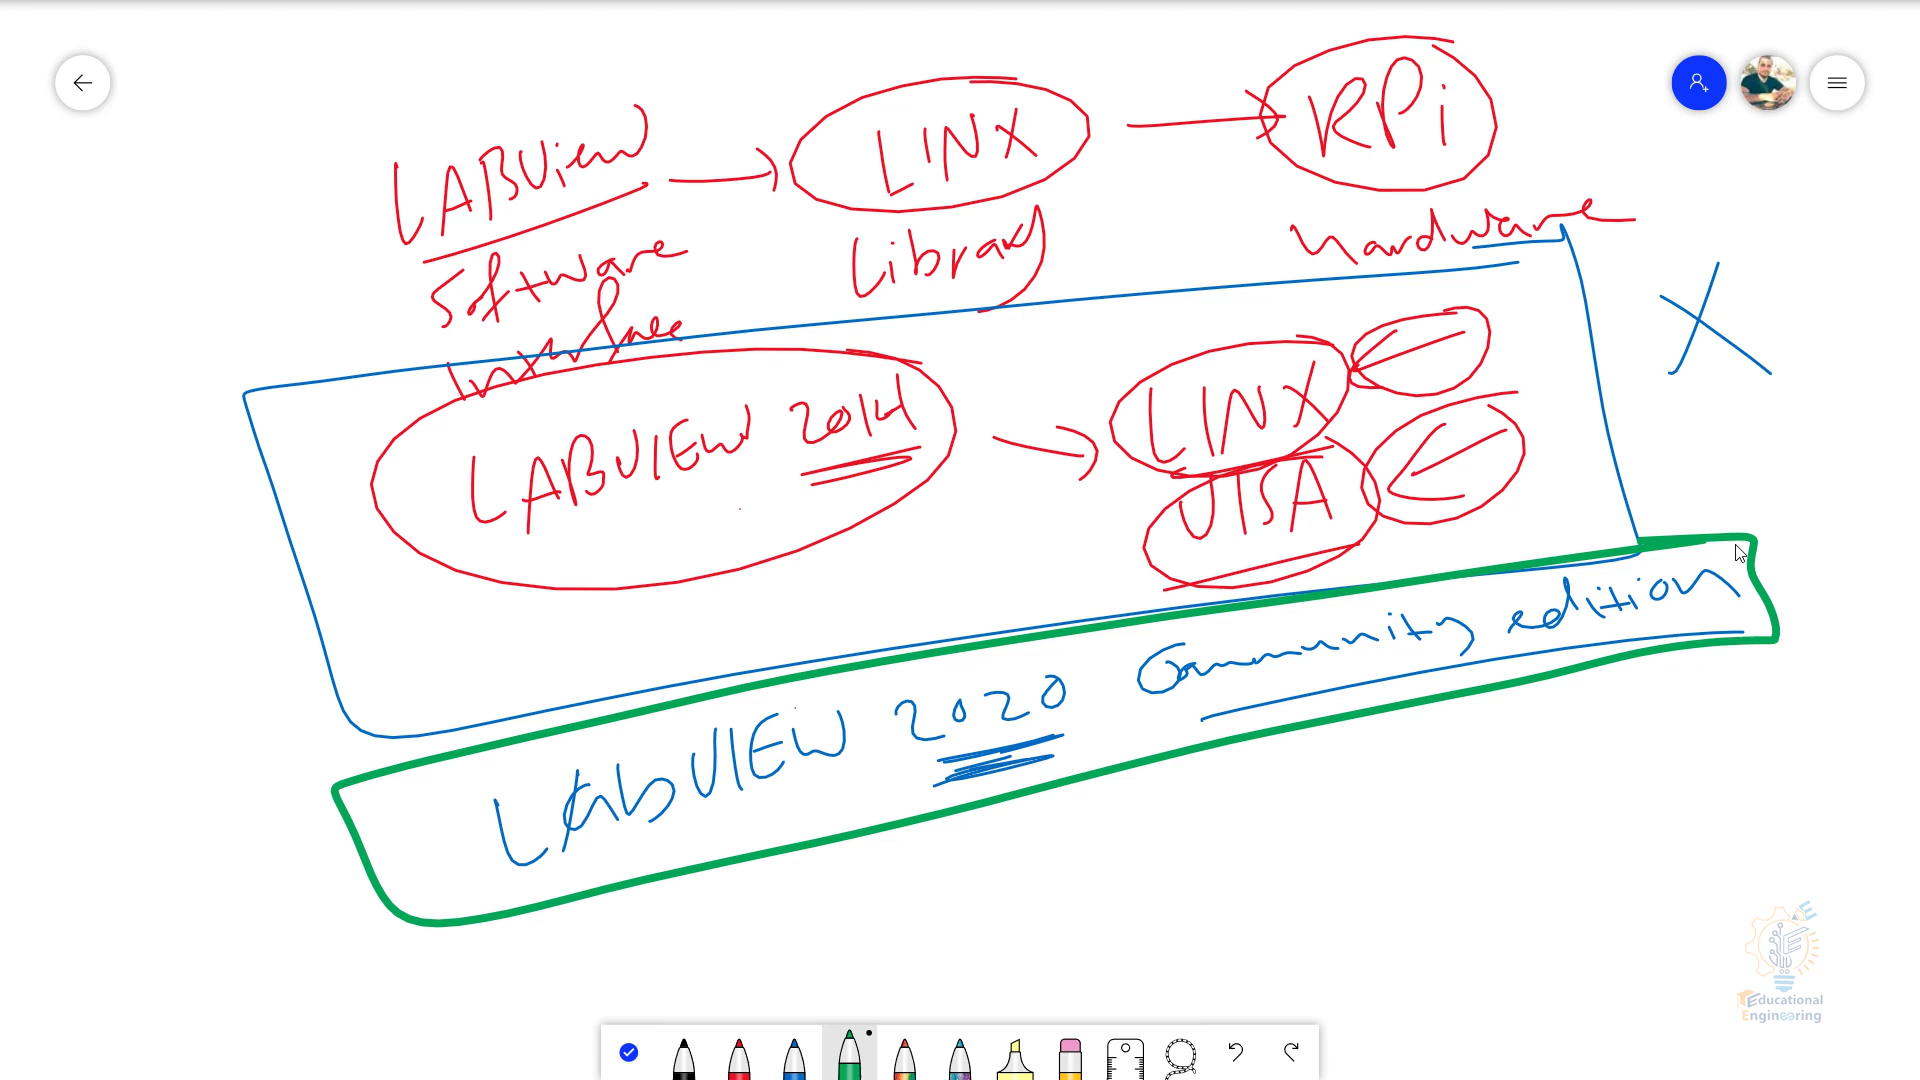 LABView → LINX → RPi
Software Library hardware
Interface
LABVIEW 2014 → LINX
VISA
LabVIEW 2020 Community edition
Educational
Engineering